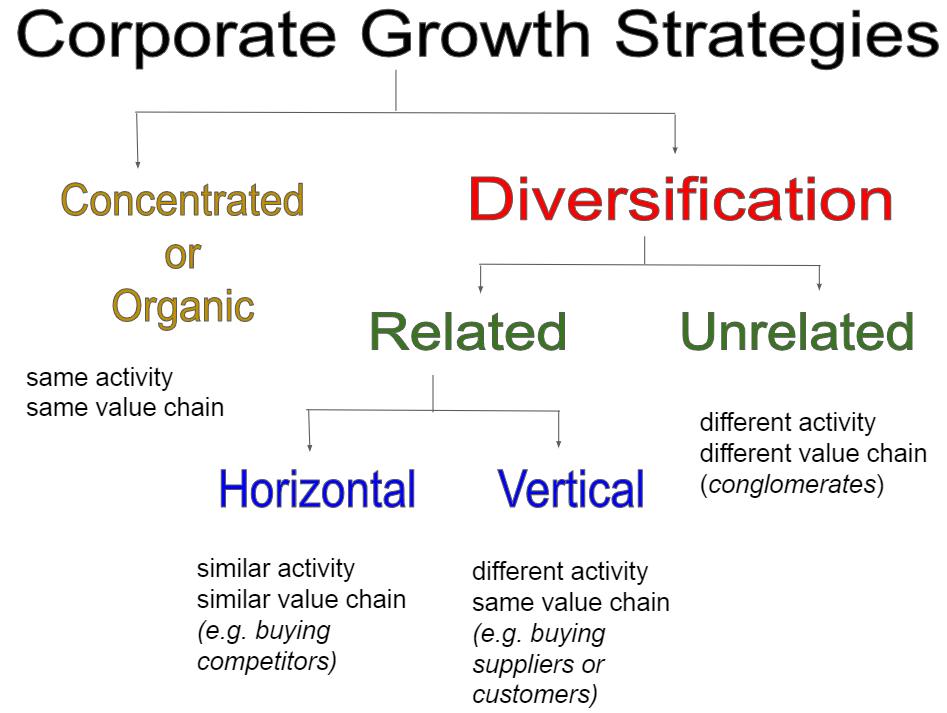 Corporate Growth Strategies
Concentrated
or
Organic
same activity
same value chain
Diversification
Related
Unrelated
different activity
different value chain
(conglomerates)
Horizontal
similar activity
similar value chain
(e.g. buying
competitors)
Vertical
different activity
same value chain
(e.g. buying
suppliers or
customers)